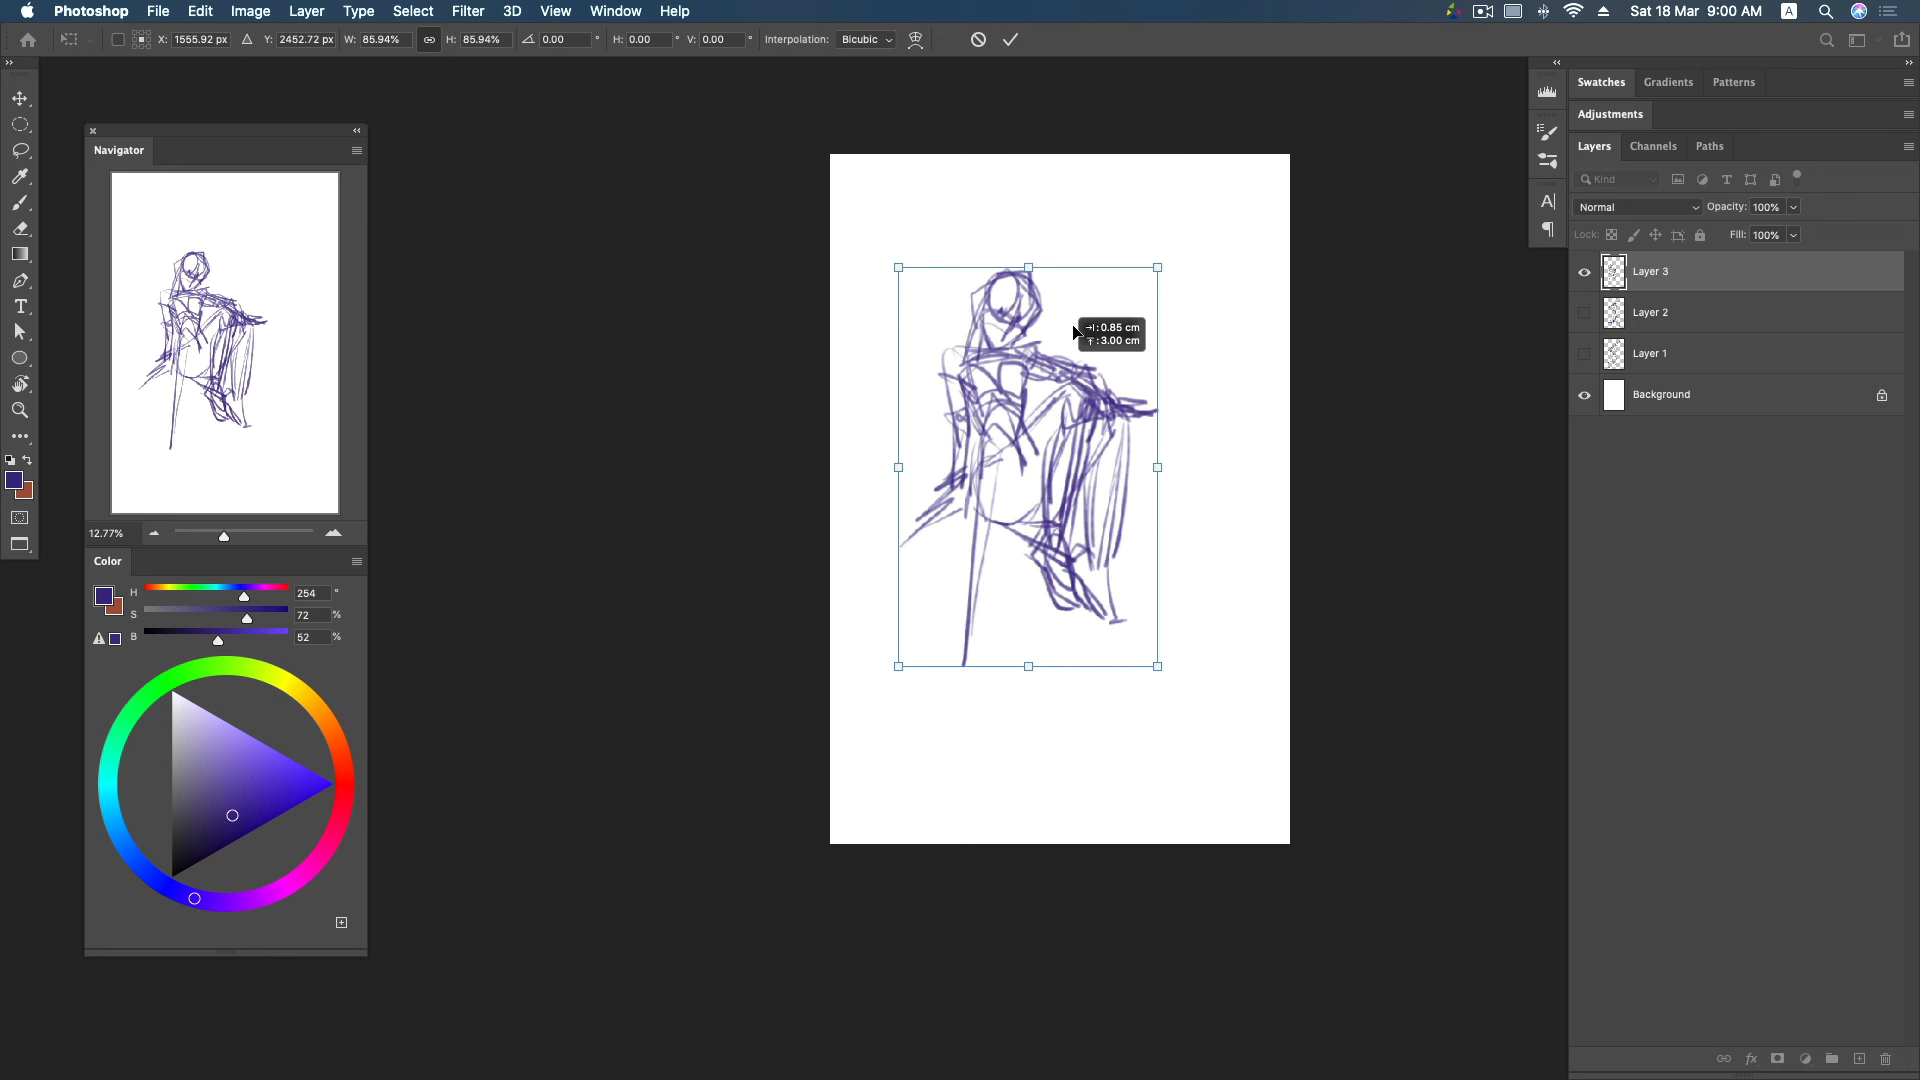 Photoshop File Edit Image Layer Type Select Filter 3D View Window Help Sat 18 Mar 9:00 AM A
X: 1555.92 px Y: 2452.72 px W: 85.94% H: 85.94% 0.00 ° H: 0.00 ° V: 0.00 ° Interpolation: Bicubic
Navigator
12.77%
Color
H 254 °
S 72 %
B 52 %
→|: 0.85 cm
3.00 cm
Swatches Gradients Patterns
Adjustments
Layers Channels Paths
Kind
Normal Opacity: 100%
Lock: Fill: 100%
Layer 3
Layer 2
Layer 1
Background